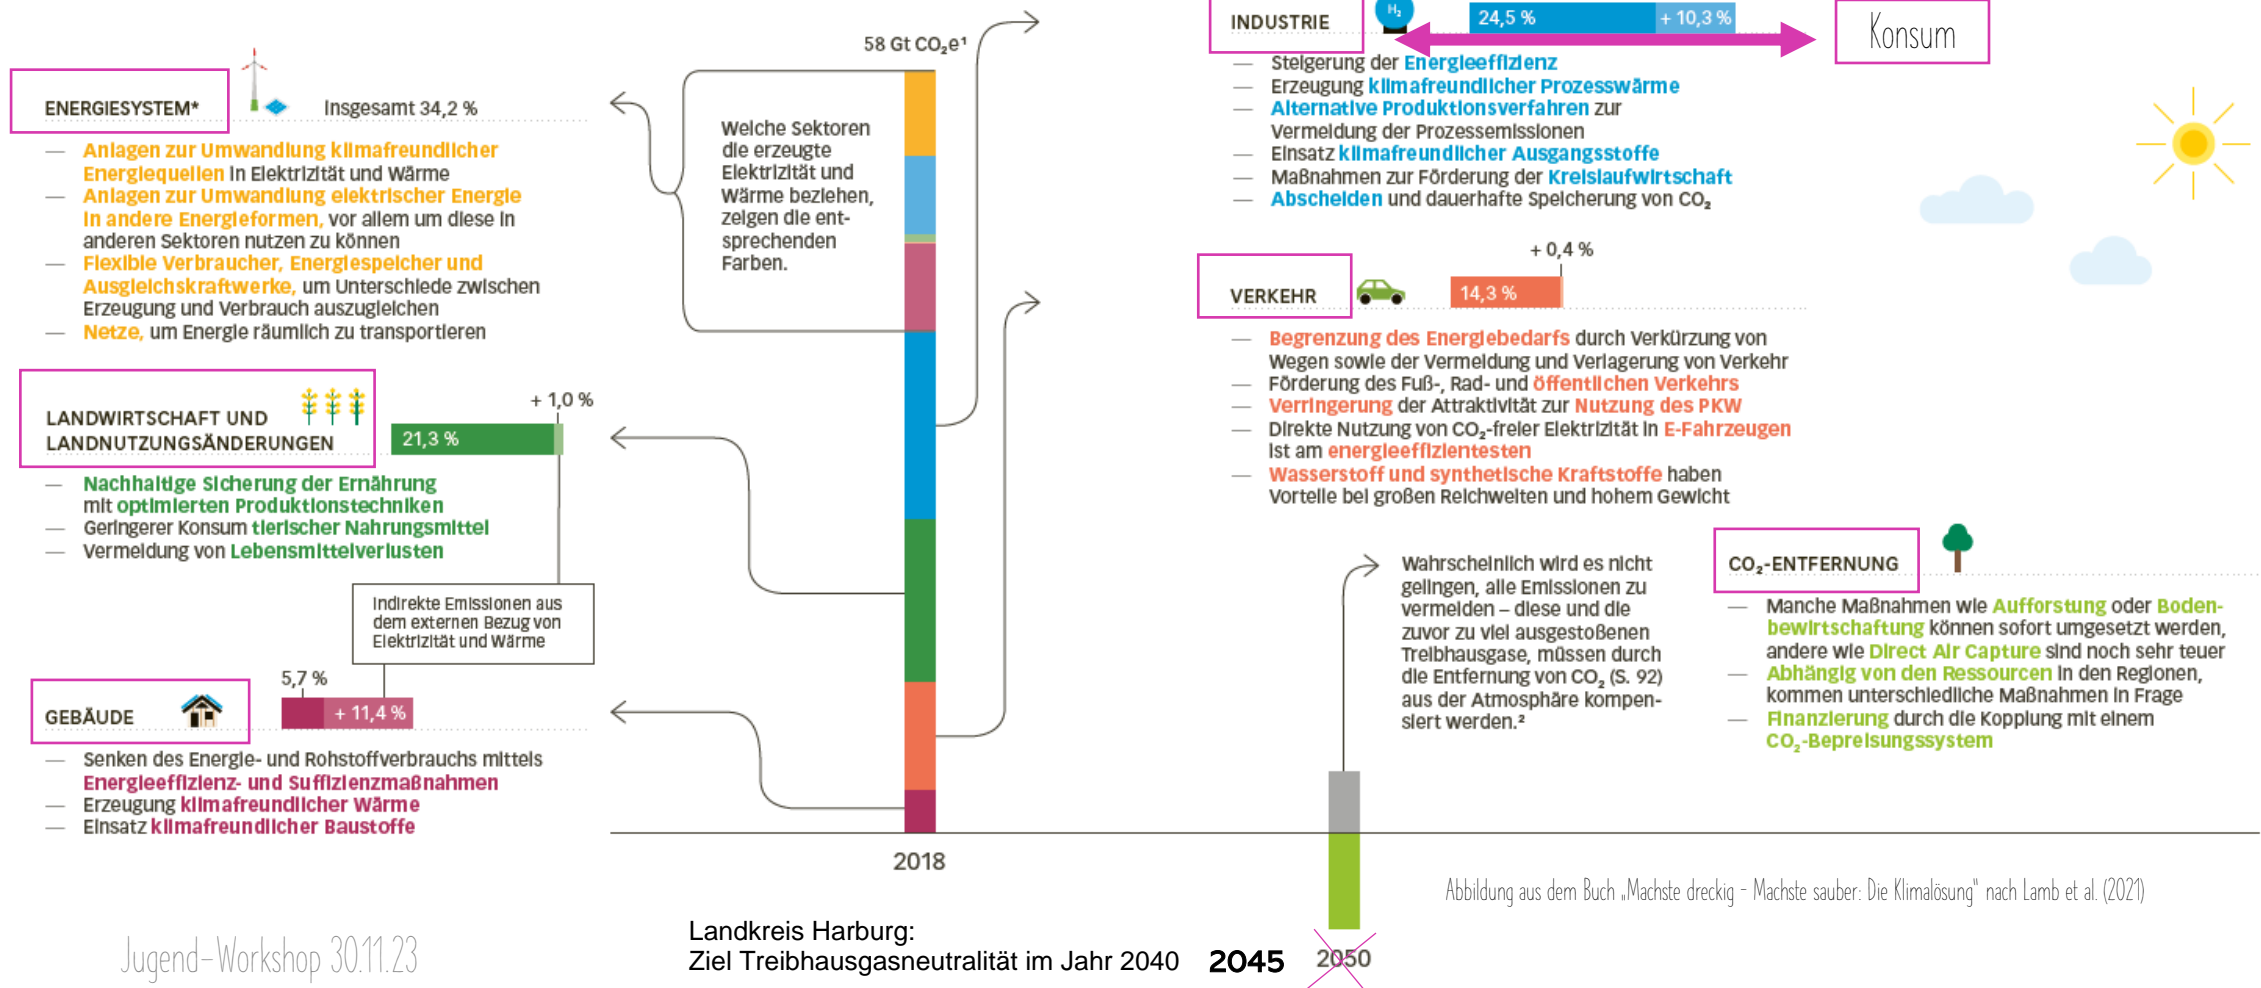 ENERGIESYSTEM*
Insgesamt 34,2 %
— Anlagen zur Umwandlung klimafreundlicher
Energiequellen in Elektrizität und Wärme
— Anlagen zur Umwandlung elektrischer Energie
in andere Energieformen, vor allem um diese in
anderen Sektoren nutzen zu können
— Flexible Verbraucher, Energiespeicher und
Ausgleichskraftwerke, um Unterschiede zwischen
Erzeugung und Verbrauch auszugleichen
— Netze, um Energie räumlich zu transportieren
LANDWIRTSCHAFT UND
LANDNUTZUNGSÄNDERUNGEN
21,3 %
+ 1,0 %
— Nachhaltige Sicherung der Ernährung
mit optimierten Produktionstechniken
— Geringerer Konsum tierischer Nahrungsmittel
— Vermeidung von Lebensmittelverlusten
Indirekte Emissionen aus
dem externen Bezug von
Elektrizität und Wärme
GEBÄUDE
5,7 %
+ 11,4 %
— Senken des Energie- und Rohstoffverbrauchs mittels
Energieeffizienz- und Suffizienzmaßnahmen
— Erzeugung klimafreundlicher Wärme
— Einsatz klimafreundlicher Baustoffe
58 Gt CO₂e¹
Welche Sektoren
die erzeugte
Elektrizität und
Wärme beziehen,
zeigen die ent-
sprechenden
Farben.
2018
INDUSTRIE
H₂
24,5 %
+ 10,3 %
Konsum
— Steigerung der Energieeffizienz
— Erzeugung klimafreundlicher Prozesswärme
— Alternative Produktionsverfahren zur
Vermeidung der Prozessemissionen
— Einsatz klimafreundlicher Ausgangsstoffe
— Maßnahmen zur Förderung der Kreislaufwirtschaft
— Abscheiden und dauerhafte Speicherung von CO₂
VERKEHR
14,3 %
+ 0,4 %
— Begrenzung des Energiebedarfs durch Verkürzung von
Wegen sowie der Vermeidung und Verlagerung von Verkehr
— Förderung des Fuß-, Rad- und öffentlichen Verkehrs
— Verringerung der Attraktivität zur Nutzung des PKW
— Direkte Nutzung von CO₂-freier Elektrizität in E-Fahrzeugen
ist am energieeffizientesten
— Wasserstoff und synthetische Kraftstoffe haben
Vorteile bei großen Reichweiten und hohem Gewicht
Wahrscheinlich wird es nicht
gelingen, alle Emissionen zu
vermeiden – diese und die
zuvor zu viel ausgestoßenen
Treibhausgase, müssen durch
die Entfernung von CO₂ (S. 92)
aus der Atmosphäre kompen-
siert werden.²
CO₂-ENTFERNUNG
— Manche Maßnahmen wie Aufforstung oder Boden-
bewirtschaftung können sofort umgesetzt werden,
andere wie Direct Air Capture sind noch sehr teuer
— Abhängig von den Ressourcen in den Regionen,
kommen unterschiedliche Maßnahmen in Frage
— Finanzierung durch die Kopplung mit einem
CO₂-Bepreisungssystem
Abbildung aus dem Buch „Machste dreckig - Machste sauber: Die Klimalösung" nach Lamb et al. (2021)
Jugend-Workshop 30.11.23
Landkreis Harburg:
Ziel Treibhausgasneutralität im Jahr 2040
2045
2050